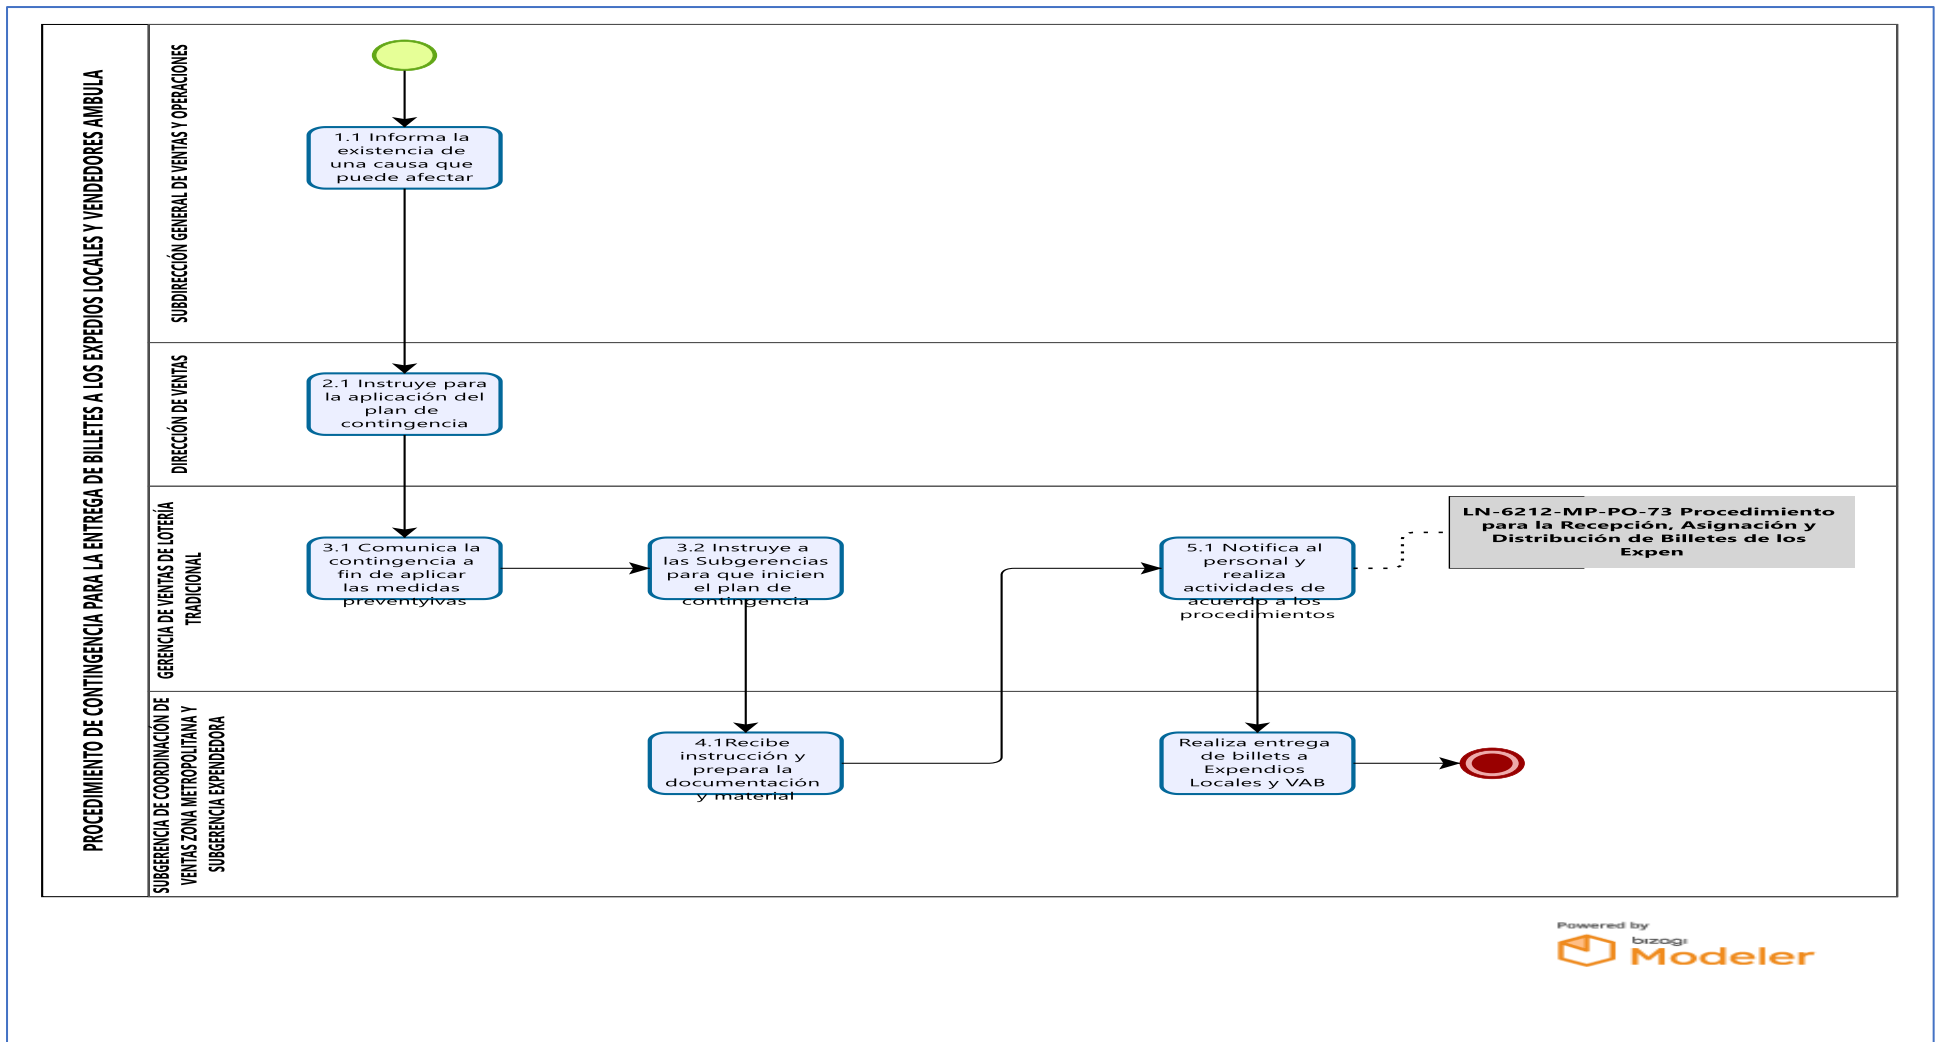 PROCEDIMIENTO DE CONTINGENCIA PARA LA ENTREGA DE BILLETES A LOS EXPEDIOS LOCALES Y VENDEDORES AMBULA
SUBDIRECCIÓN GENERAL DE VENTAS Y OPERACIONES
1.1 Informa la
existencia de
una causa que
puede afectar
DIRECCIÓN DE VENTAS
2.1 Instruye para
la aplicación del
plan de
contingencia
GERENCIA DE VENTAS DE LOTERÍA
TRADICIONAL
3.1 Comunica la
contingencia a
fin de aplicar
las medidas
preventyivas
3.2 Instruye a
las Subgerencias
para que inicien
el plan de
contingencia
5.1 Notifica al
personal y
realiza
actividades de
acuerdo a los
procedimientos
LN-6212-MP-PO-73 Procedimiento
para la Recepción, Asignación y
Distribución de Billetes de los
Expen
SUBGERENCIA DE COORDINACIÓN DE
VENTAS ZONA METROPOLITANA Y
SUBGERENCIA EXPENDEDORA
4.1Recibe
instrucción y
prepara la
documentación
y material
Realiza entrega
de billets a
Expendios
Locales y VAB
Powered by
bizagi
Modeler